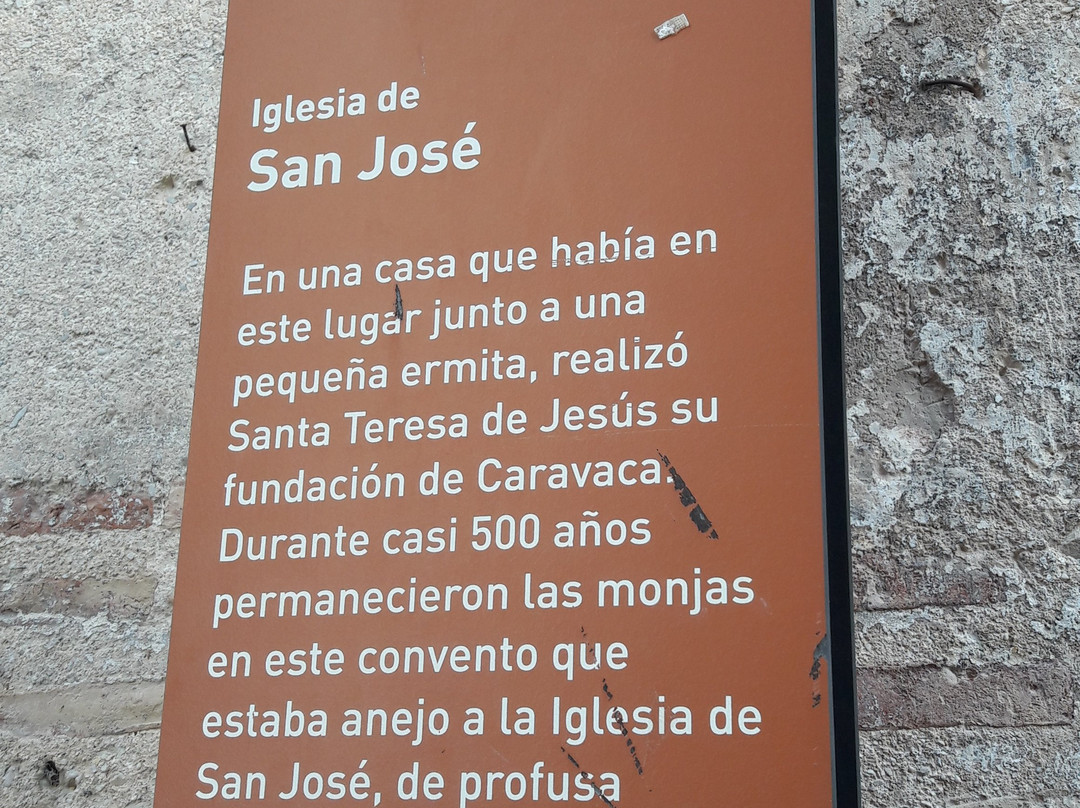 Iglesia de
San José
En una casa que había en
este lugar junto a una
pequeña ermita, realizó
Santa Teresa de Jesús su
fundación de Caravaca.
Durante casi 500 años
permanecieron las monjas
en este convento que
estaba anejo a la Iglesia de
San José, de profusa